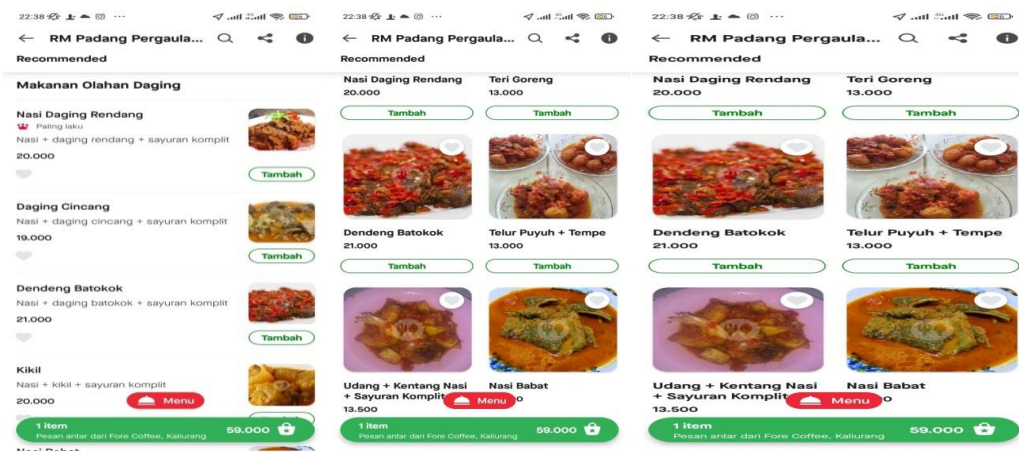 22:38
RM Padang Pergaula...
Recommended
Makanan Olahan Daging
Nasi Daging Rendang
Paling laku
Nasi + daging rendang + sayuran komplit
20.000
Tambah
Daging Cincang
Nasi + daging cincang + sayuran komplit
19.000
Tambah
Dendeng Batokok
Nasi + daging batokok + sayuran komplit
21.000
Tambah
Kikil
Nasi + kikil + sayuran komplit
20.000
Menu
1 item
Pesan antar dari Fore Coffee, Kaliurang
59.000
22:38
RM Padang Pergaula...
Recommended
Nasi Daging Rendang
20.000
Tambah
Teri Goreng
13.000
Tambah
Dendeng Batokok
21.000
Tambah
Telur Puyuh + Tempe
13.000
Tambah
Udang + Kentang Nasi
+ Sayuran Komplit
13.500
Nasi Babat
Menu
1 item
Pesan antar dari Fore Coffee, Kaliurang
59.000
22:38
RM Padang Pergaula...
Recommended
Nasi Daging Rendang
20.000
Tambah
Teri Goreng
13.000
Tambah
Dendeng Batokok
21.000
Tambah
Telur Puyuh + Tempe
13.000
Tambah
Udang + Kentang Nasi
+ Sayuran Komplit
13.500
Nasi Babat
Menu
1 item
Pesan antar dari Fore Coffee, Kaliurang
59.000